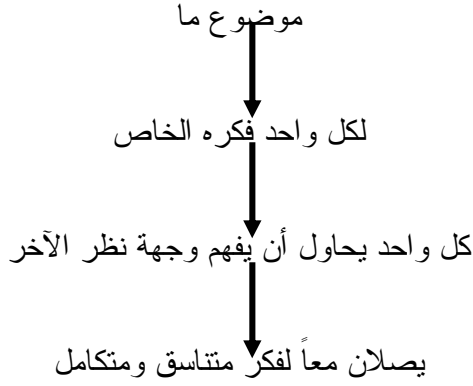 موضوع ما
لكل واحد فكره الخاص
كل واحد يحاول أن يفهم وجهة نظر الآخر
يصلان معاً لفكر متناسق ومتكامل